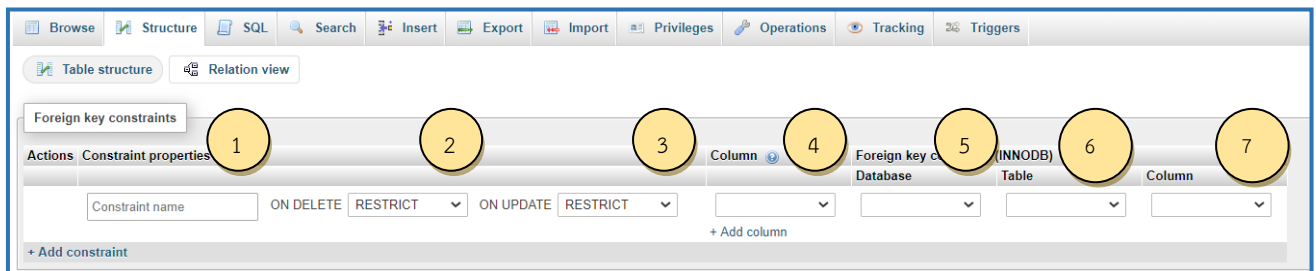 Browse Structure SQL Search Insert Export Import Privileges Operations Tracking Triggers
Table structure Relation view
Foreign key constraints
1 2 3 4 5 6 7
Actions Constraint properties Column Foreign key (INNODB)
Database Table Column
Constraint name ON DELETE RESTRICT ON UPDATE RESTRICT
+ Add column
+ Add constraint